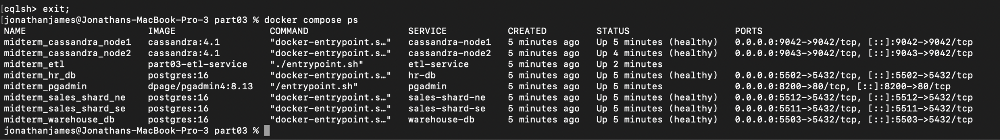 [cqlsh> exit;
[jonathanjames@Jonathans-MacBook-Pro-3 part03 % docker compose ps
NAME IMAGE COMMAND SERVICE CREATED STATUS PORTS
midterm_cassandra_node1 cassandra:4.1 "docker-entrypoint.s…" cassandra-node1 5 minutes ago Up 5 minutes (healthy) 0.0.0.0:9042->9042/tcp, [::]:9042->9042/tcp
midterm_cassandra_node2 cassandra:4.1 "docker-entrypoint.s…" cassandra-node2 5 minutes ago Up 4 minutes (healthy) 0.0.0.0:9043->9042/tcp, [::]:9043->9042/tcp
midterm_etl part03-etl-service "./entrypoint.sh" etl-service 5 minutes ago Up 2 minutes
midterm_hr_db postgres:16 "docker-entrypoint.s…" hr-db 5 minutes ago Up 5 minutes (healthy) 0.0.0.0:5502->5432/tcp, [::]:5502->5432/tcp
midterm_pgadmin dpage/pgadmin4:8.13 "/entrypoint.sh" pgadmin 5 minutes ago Up 5 minutes 0.0.0.0:8200->80/tcp, [::]:8200->80/tcp
midterm_sales_shard_ne postgres:16 "docker-entrypoint.s…" sales-shard-ne 5 minutes ago Up 5 minutes (healthy) 0.0.0.0:5512->5432/tcp, [::]:5512->5432/tcp
midterm_sales_shard_se postgres:16 "docker-entrypoint.s…" sales-shard-se 5 minutes ago Up 5 minutes (healthy) 0.0.0.0:5511->5432/tcp, [::]:5511->5432/tcp
midterm_warehouse_db postgres:16 "docker-entrypoint.s…" warehouse-db 5 minutes ago Up 5 minutes (healthy) 0.0.0.0:5503->5432/tcp, [::]:5503->5432/tcp
jonathanjames@Jonathans-MacBook-Pro-3 part03 %